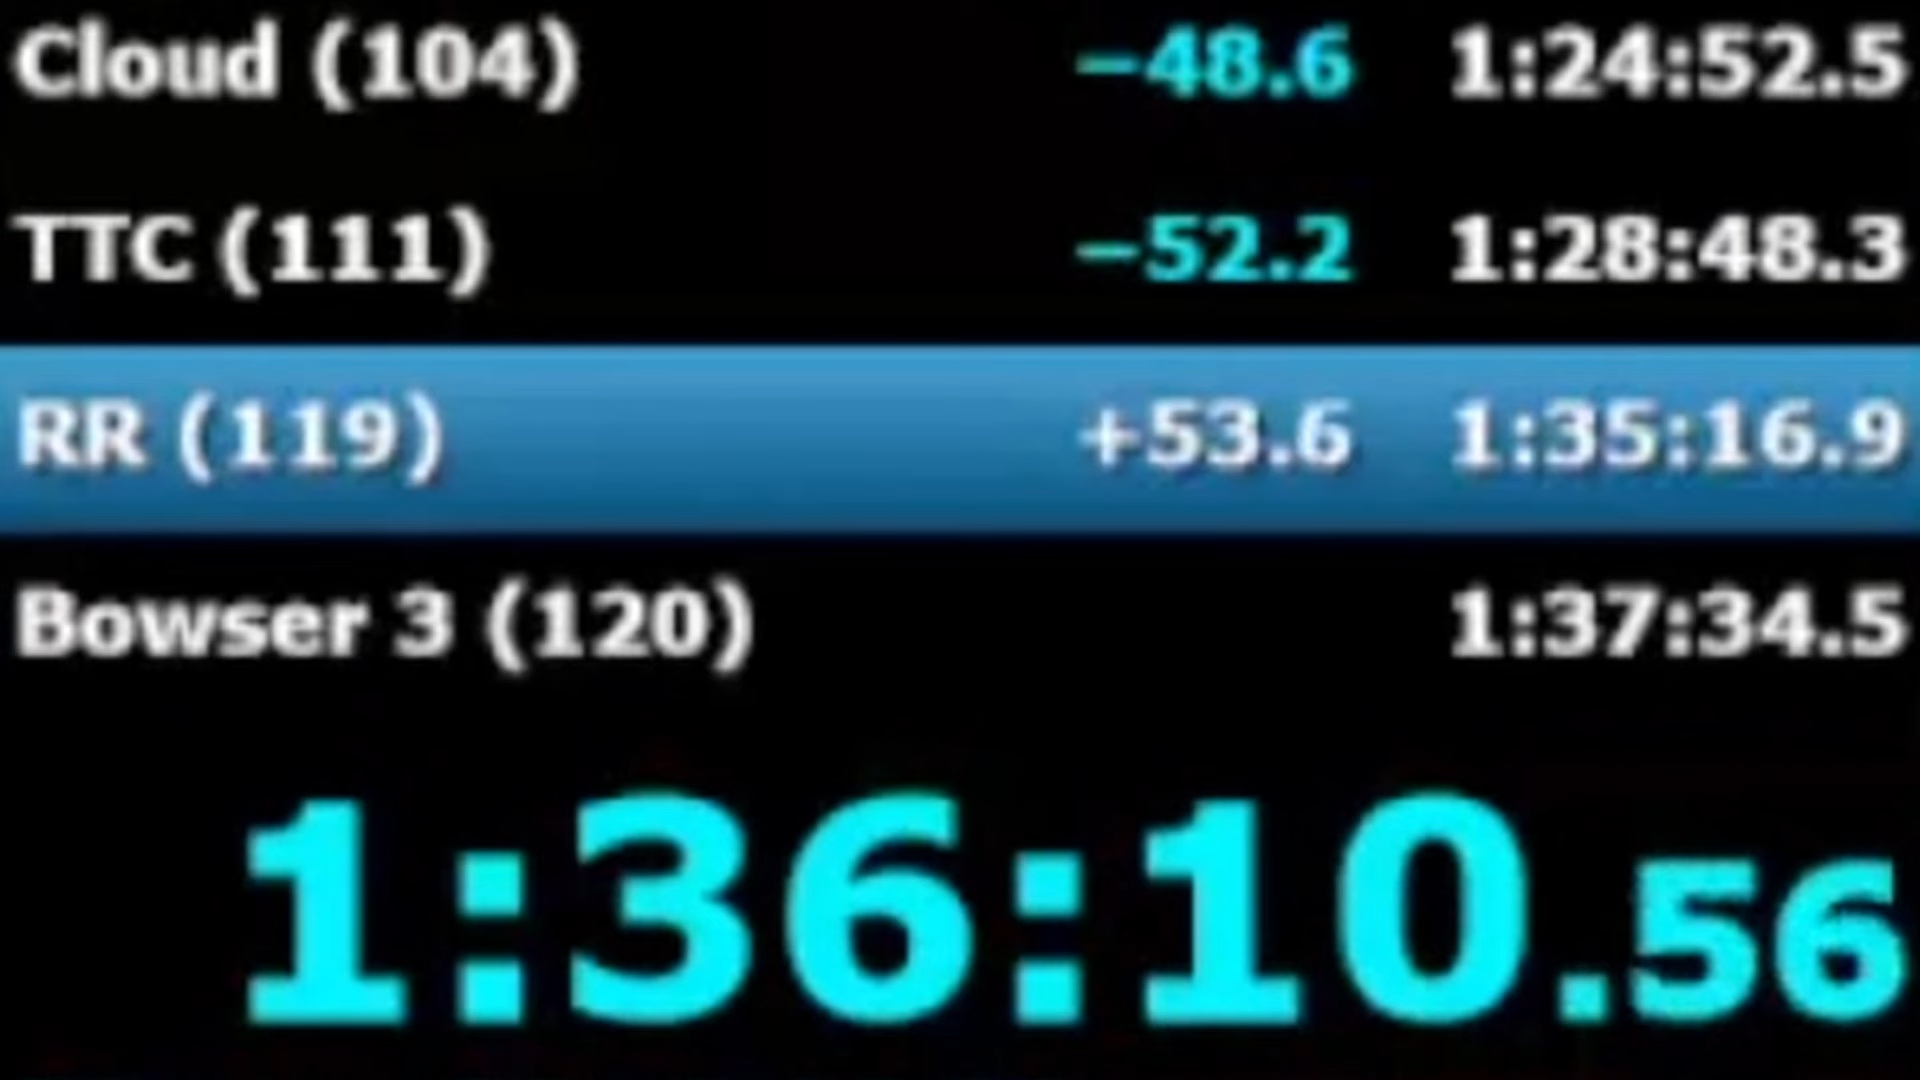 Cloud (104) −48.6 1:24:52.5
TTC (111) −52.2 1:28:48.3
RR (119) +53.6 1:35:16.9
Bowser 3 (120) 1:37:34.5
1:36:10.56